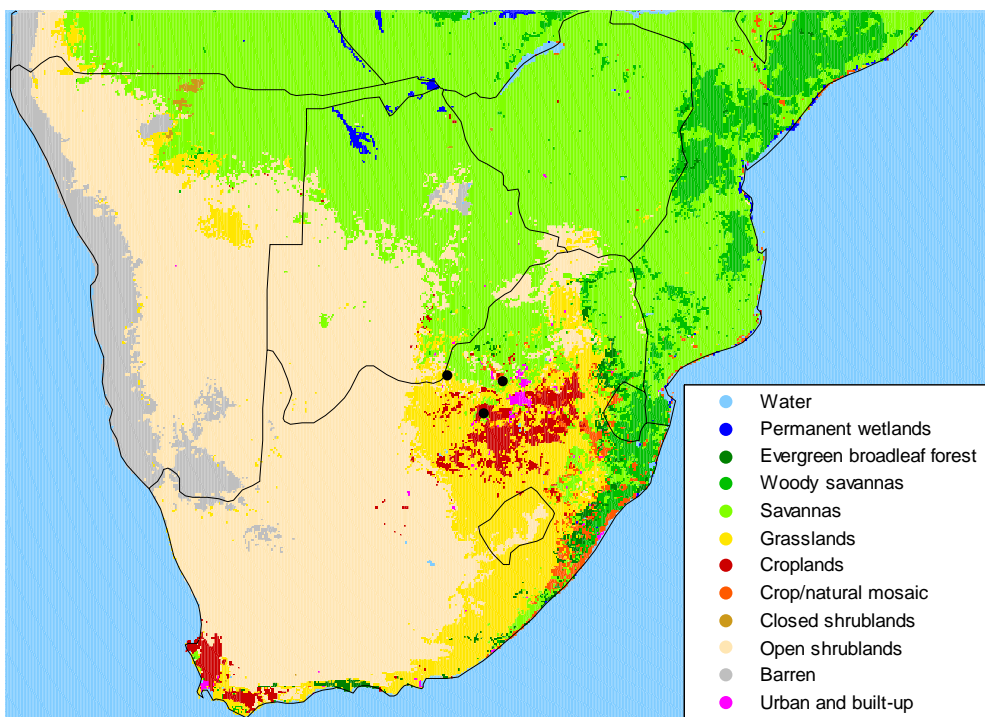 Water
Permanent wetlands
Evergreen broadleaf forest
Woody savannas
Savannas
Grasslands
Croplands
Crop/natural mosaic
Closed shrublands
Open shrublands
Barren
Urban and built-up